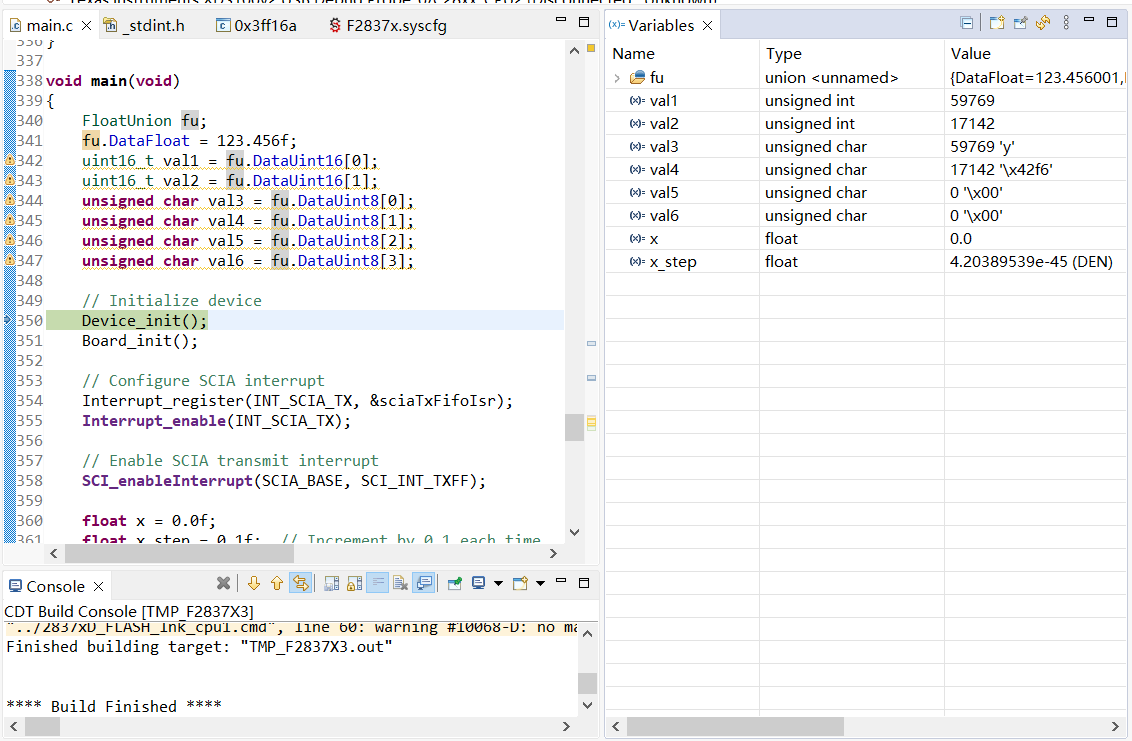 main.c
_stdint.h
0x3ff16a
F2837x.syscfg
336 }
337
338 void main(void)
339 {
340 FloatUnion fu;
341 fu.DataFloat = 123.456f;
342 uint16_t val1 = fu.DataUint16[0];
343 uint16_t val2 = fu.DataUint16[1];
344 unsigned char val3 = fu.DataUint8[0];
345 unsigned char val4 = fu.DataUint8[1];
346 unsigned char val5 = fu.DataUint8[2];
347 unsigned char val6 = fu.DataUint8[3];
348
349 // Initialize device
350 Device_init();
351 Board_init();
352
353 // Configure SCIA interrupt
354 Interrupt_register(INT_SCIA_TX, &sciaTxFifoIsr);
355 Interrupt_enable(INT_SCIA_TX);
356
357 // Enable SCIA transmit interrupt
358 SCI_enableInterrupt(SCIA_BASE, SCI_INT_TXFF);
359
360 float x = 0.0f;
361 float x_step = 0.1f; // Increment by 0.1 each time
Console
CDT Build Console [TMP_F2837X3]
"../2837xD_FLASH_lnk_cpu1.cmd", line 60: warning #10068-D: no ma
Finished building target: "TMP_F2837X3.out"
**** Build Finished ****
(x)= Variables
Name Type Value
fu union <unnamed> {DataFloat=123.456001,
(x)= val1 unsigned int 59769
(x)= val2 unsigned int 17142
(x)= val3 unsigned char 59769 'y'
(x)= val4 unsigned char 17142 '\x42f6'
(x)= val5 unsigned char 0 '\x00'
(x)= val6 unsigned char 0 '\x00'
(x)= x float 0.0
(x)= x_step float 4.20389539e-45 (DEN)